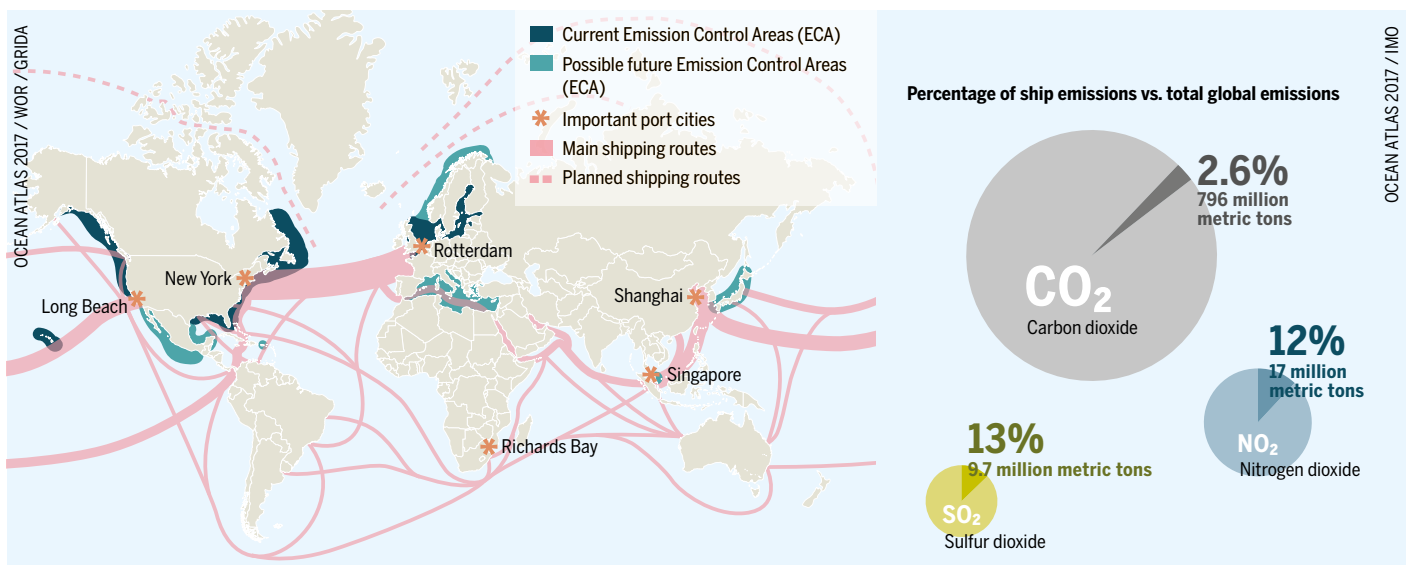 OCEAN ATLAS 2017 / WOR / GRIDA
Current Emission Control Areas (ECA)
Possible future Emission Control Areas
(ECA)
Important port cities
Main shipping routes
Planned shipping routes
Rotterdam
New York
Long Beach
Shanghai
Singapore
Richards Bay
OCEAN ATLAS 2017 / IMO
Percentage of ship emissions vs. total global emissions
2.6%
796 million
metric tons
CO₂
Carbon dioxide
12%
17 million
metric tons
NO₂
Nitrogen dioxide
13%
9.7 million metric tons
SO₂
Sulfur dioxide